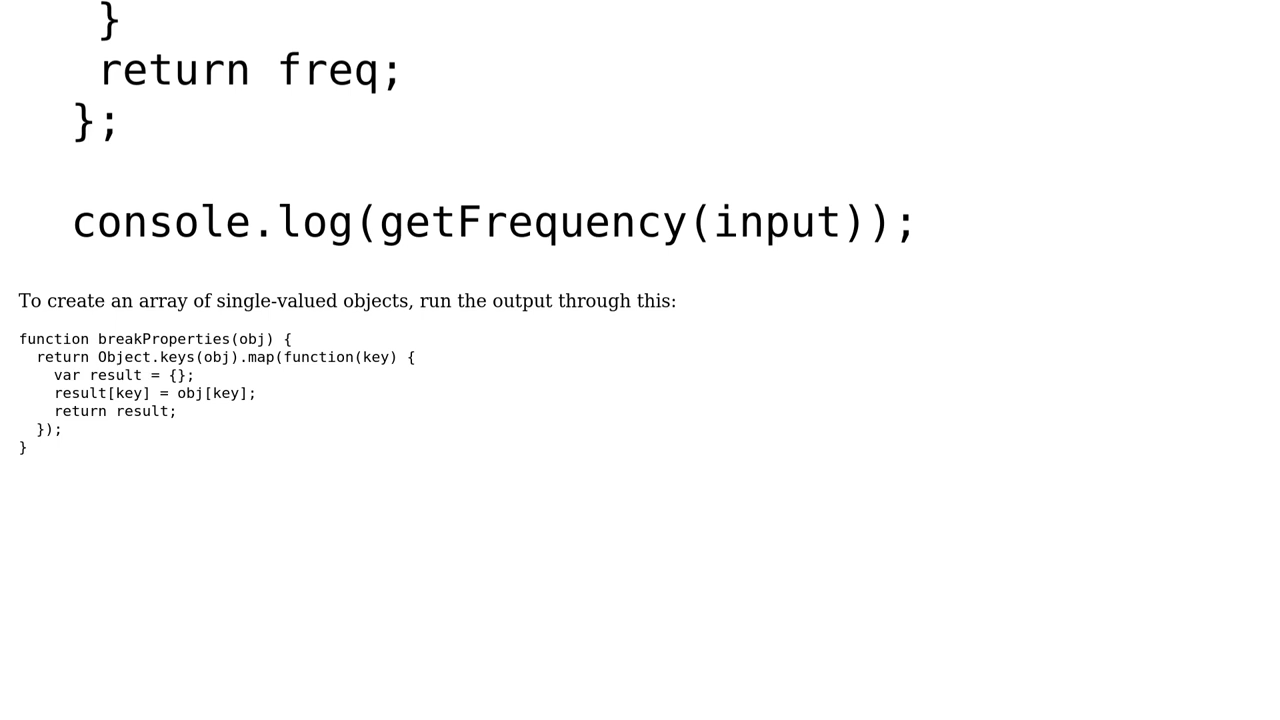 }
return freq;
};
console.log(getFrequency(input));
To create an array of single-valued objects, run the output through this:
function breakProperties(obj) {
  return Object.keys(obj).map(function(key) {
    var result = {};
    result[key] = obj[key];
    return result;
  });
}